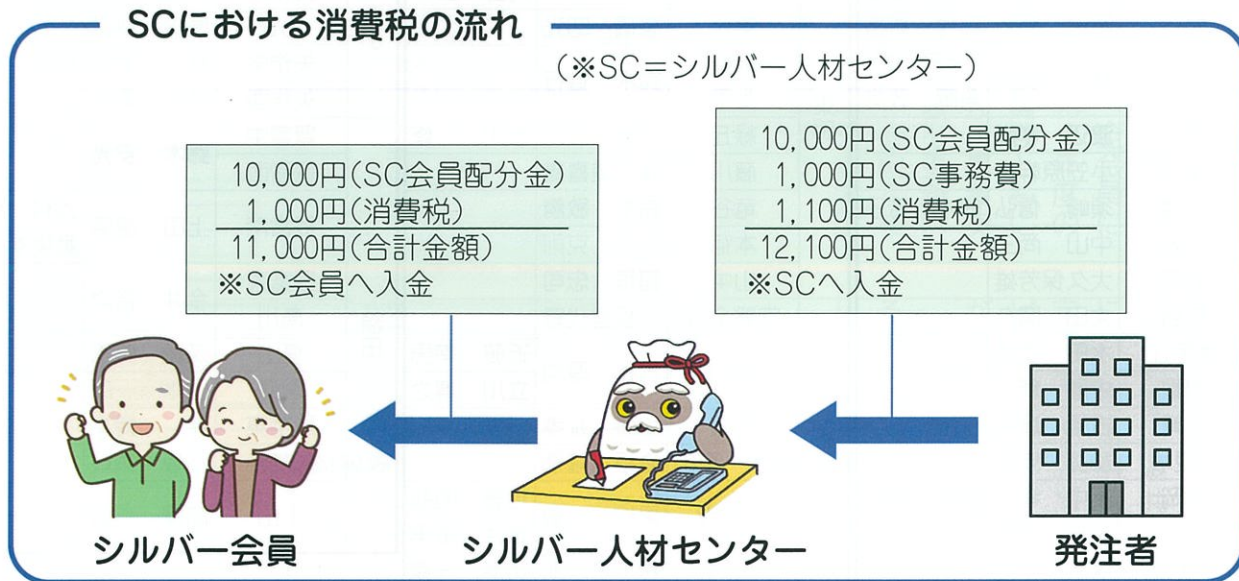 SCにおける消費税の流れ
（※SC＝シルバー人材センター）
10,000円(SC会員配分金)
1,000円(消費税)
11,000円(合計金額)
※SC会員へ入金
10,000円(SC会員配分金)
1,000円(SC事務費)
1,100円(消費税)
12,100円(合計金額)
※SCへ入金
シルバー会員
シルバー人材センター
発注者